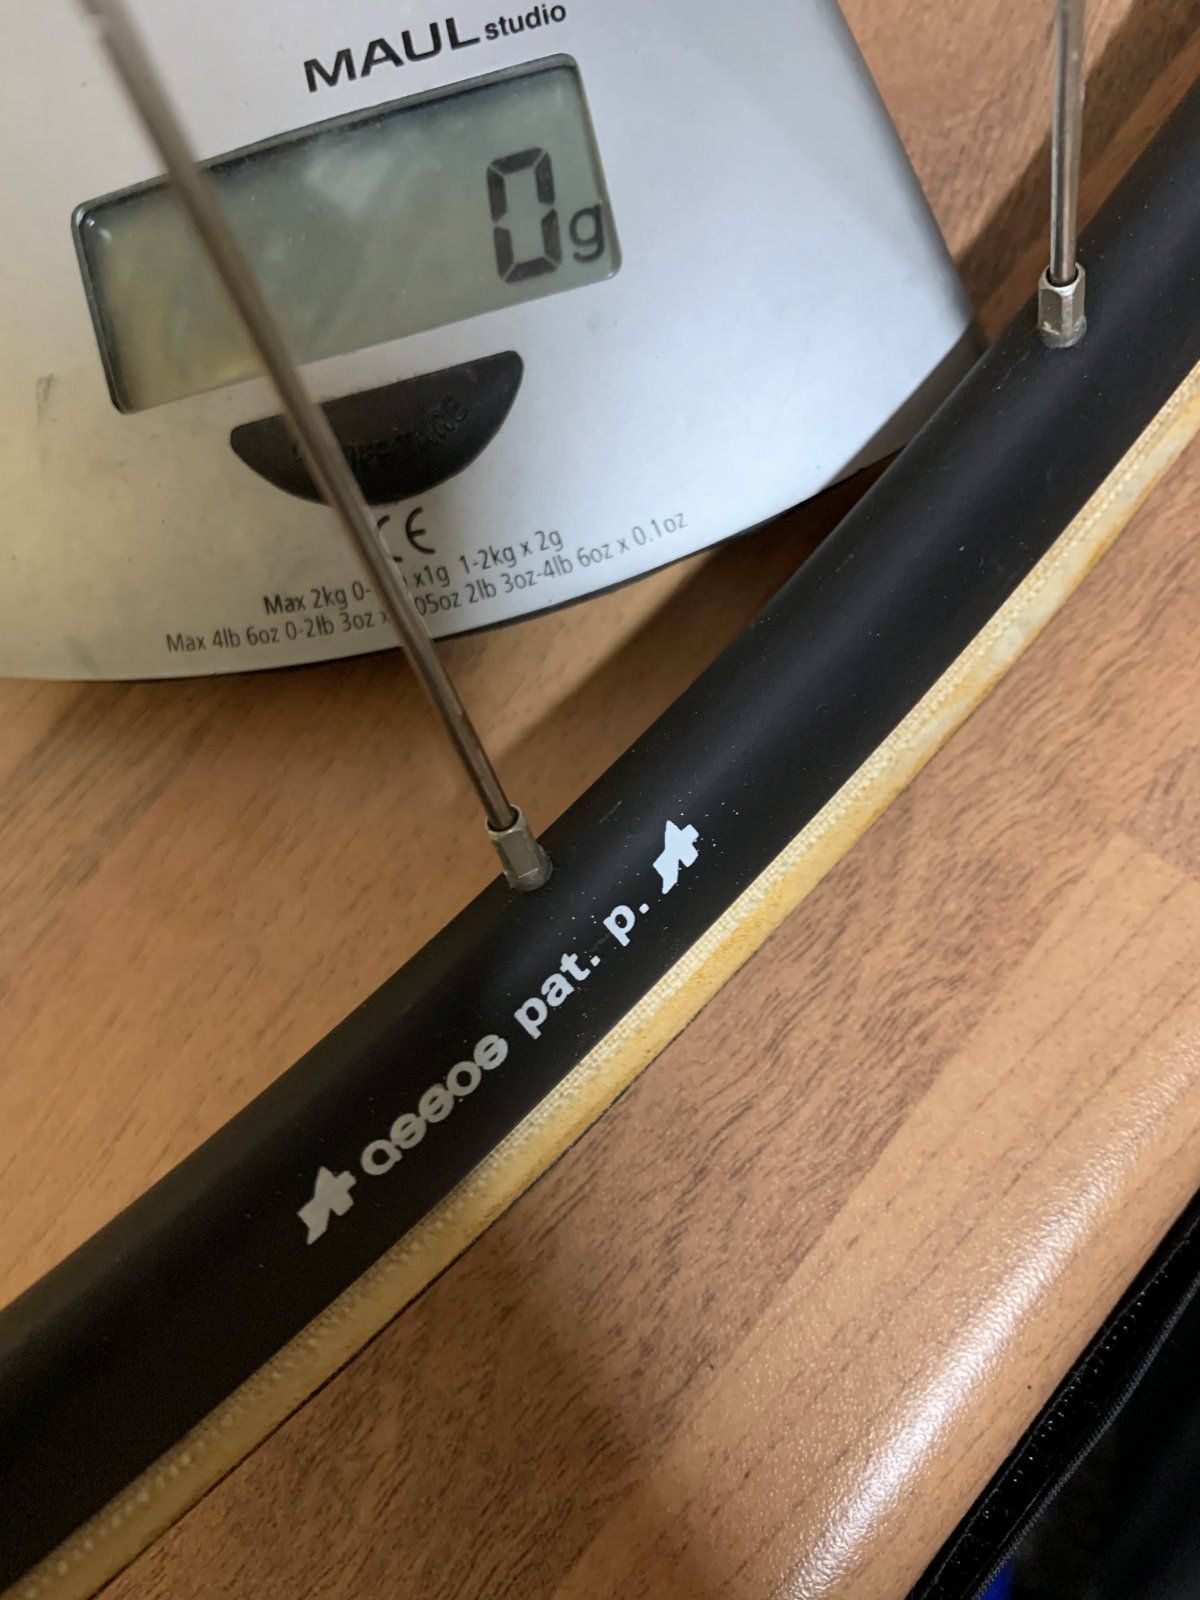 MAUL studio
0g
CE
Max 2kg 0- x1g 1-2kg x 2g
Max 4lb 6oz 0-2lb 3oz x 05oz 2lb 3oz-4lb 6oz x 0.1oz
assos pat. p.